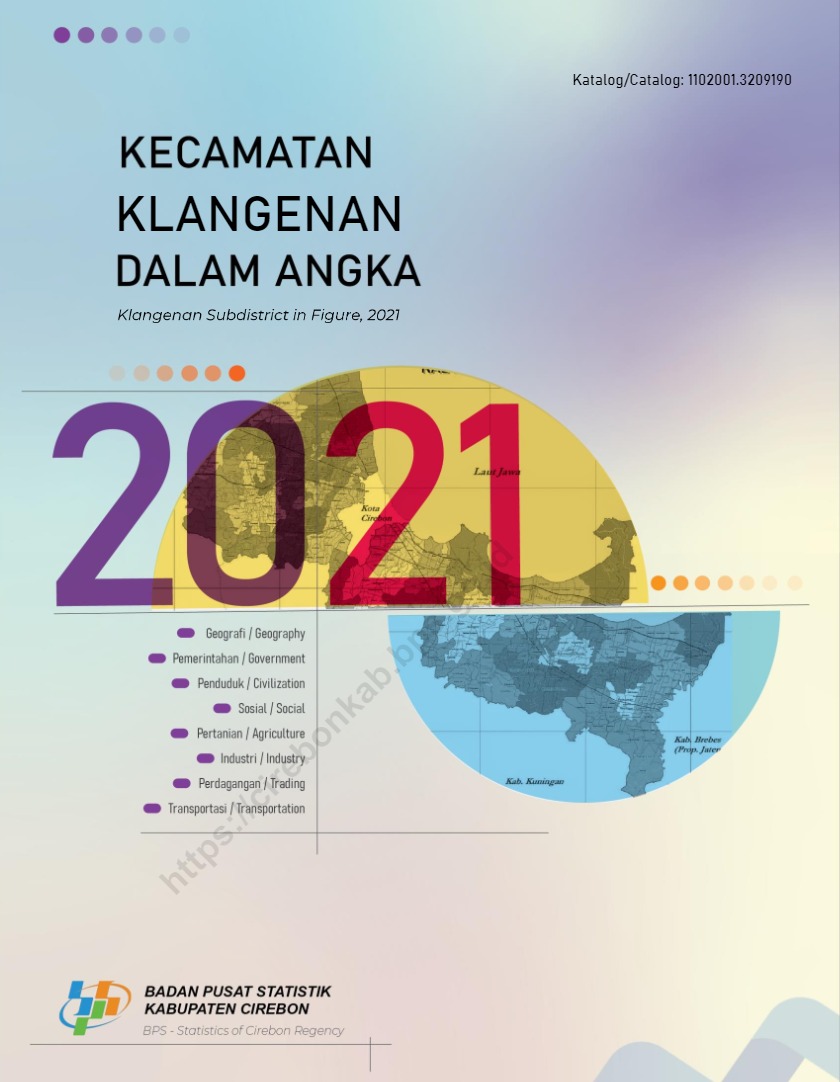 Katalog/Catalog: 1102001.3209190
KECAMATAN
KLANGENAN
DALAM ANGKA
Klangenan Subdistrict in Figure, 2021
2021
Laut Jawa
Kota
Cirebon
Geografi / Geography
Pemerintahan / Government
Penduduk / Civilization
Sosial / Social
Pertanian / Agriculture
Industri / Industry
Perdagangan / Trading
Transportasi / Transportation
Kab. Brebes
(Prop. Jaten
Kab. Kuningan
https://cirebonkab.bps.go.id
BADAN PUSAT STATISTIK
KABUPATEN CIREBON
BPS - Statistics of Cirebon Regency